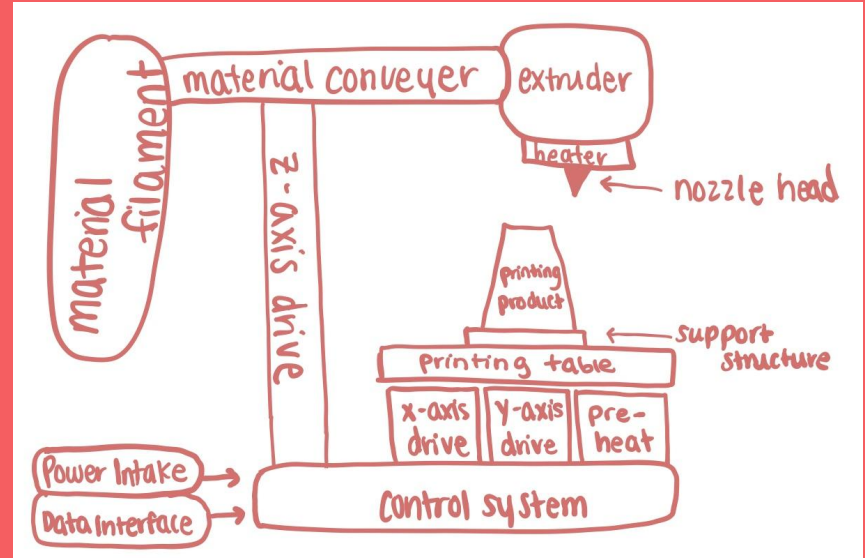 material
filament
material conveyer
extruder
heater
nozzle head
z-axis drive
printing
product
support
structure
printing table
x-axis
drive
y-axis
drive
pre-
heat
Power Intake
Data Interface
control system